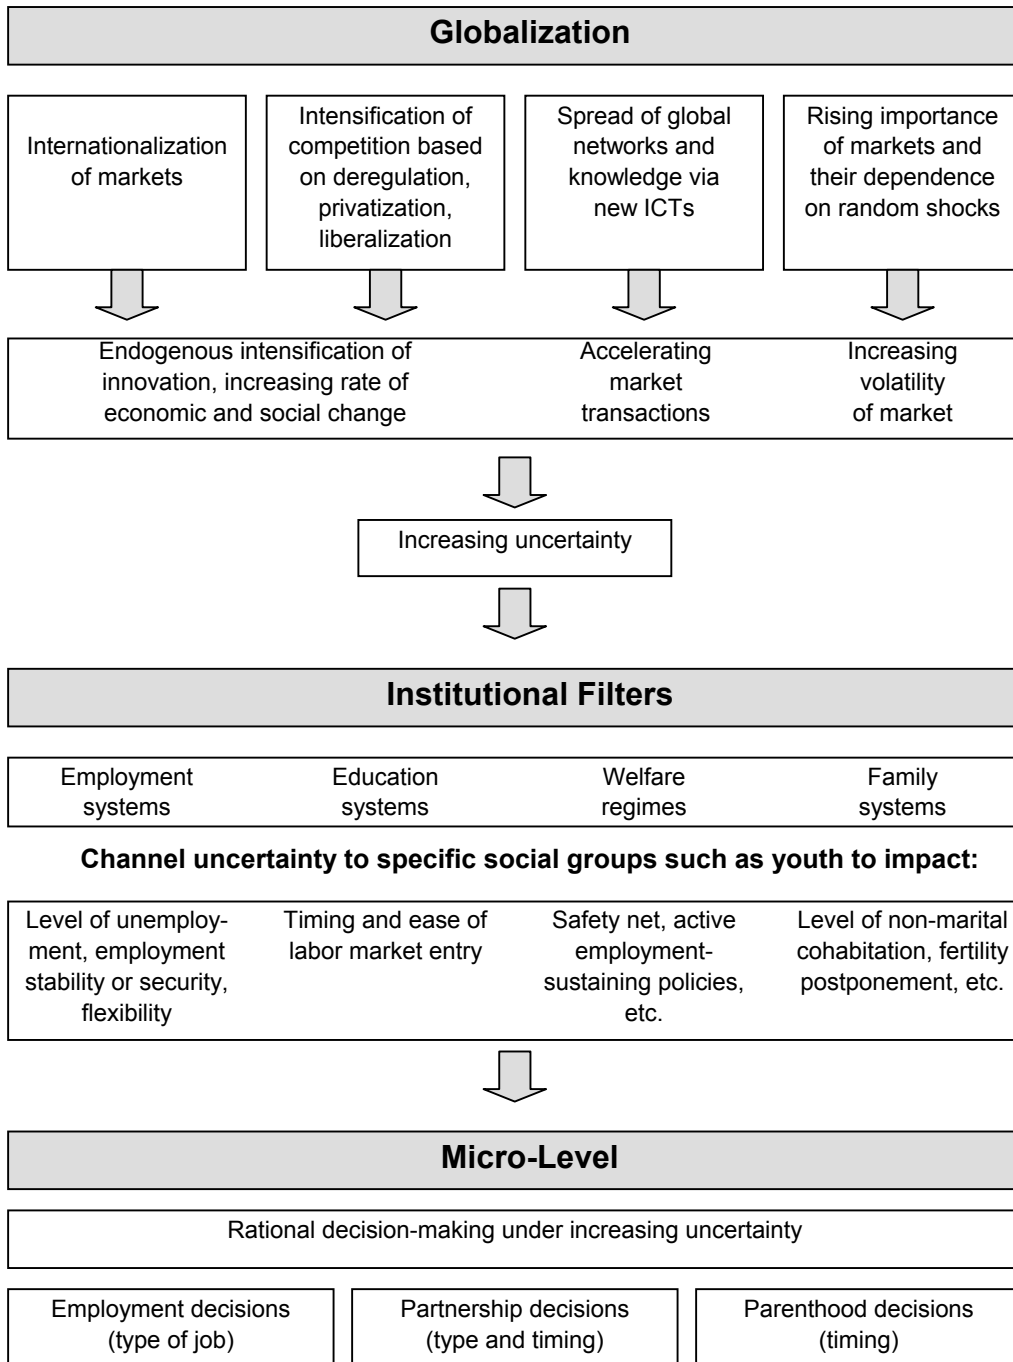 Globalization
Internationalization
of markets
Intensification of
competition based
on deregulation,
privatization,
liberalization
Spread of global
networks and
knowledge via
new ICTs
Rising importance
of markets and
their dependence
on random shocks
Endogenous intensification of
innovation, increasing rate of
economic and social change
Accelerating
market
transactions
Increasing
volatility
of market
Increasing uncertainty
Institutional Filters
Employment
systems
Education
systems
Welfare
regimes
Family
systems
Channel uncertainty to specific social groups such as youth to impact:
Level of unemploy-
ment, employment
stability or security,
flexibility
Timing and ease of
labor market entry
Safety net, active
employment-
sustaining policies,
etc.
Level of non-marital
cohabitation, fertility
postponement, etc.
Micro-Level
Rational decision-making under increasing uncertainty
Employment decisions
(type of job)
Partnership decisions
(type and timing)
Parenthood decisions
(timing)